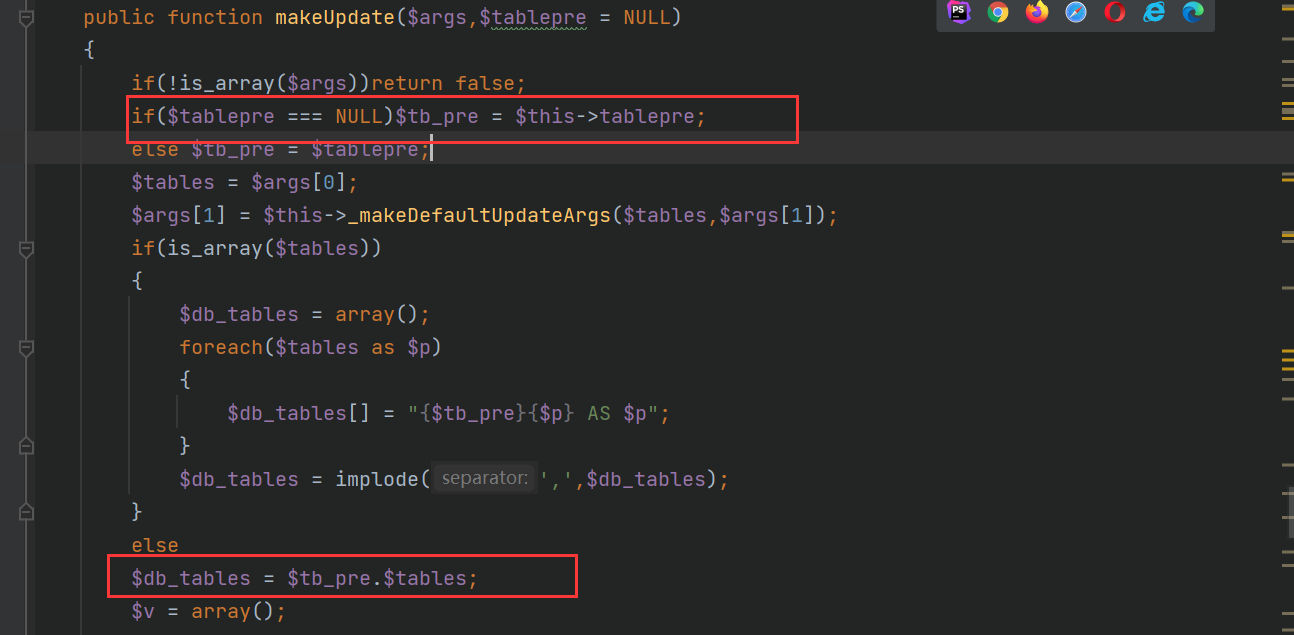 PS
public function makeUpdate($args,$tablepre = NULL)
{
if(!is_array($args))return false;
if($tablepre === NULL)$tb_pre = $this->tablepre;
else $tb_pre = $tablepre;
$tables = $args[0];
$args[1] = $this->_makeDefaultUpdateArgs($tables,$args[1]);
if(is_array($tables))
{
$db_tables = array();
foreach($tables as $p)
{
$db_tables[] = "{$tb_pre}{$p} AS $p";
}
$db_tables = implode( separator: ',',$db_tables);
}
else
$db_tables = $tb_pre.$tables;
$v = array();